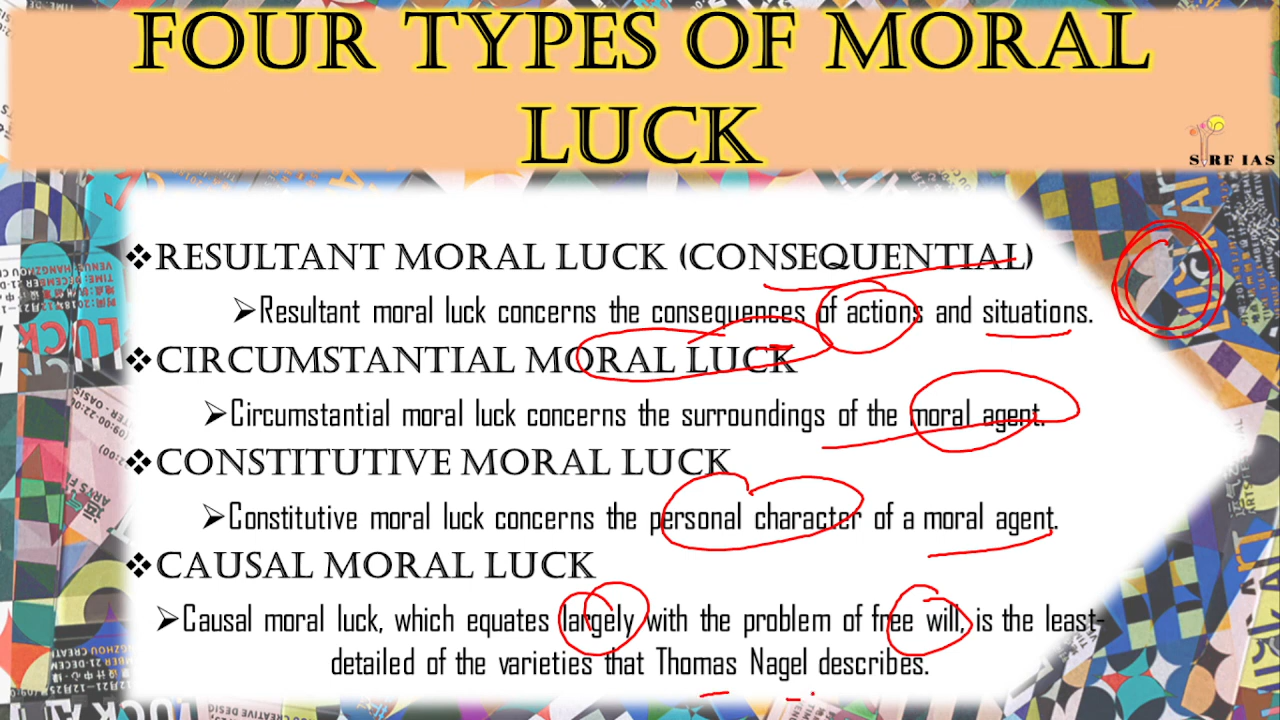 FOUR TYPES OF MORAL
LUCK
S RF IAS
❖RESULTANT MORAL LUCK (CONSEQUENTIAL)
➢Resultant moral luck concerns the consequences of actions and situations.
❖CIRCUMSTANTIAL MORAL LUCK
➢Circumstantial moral luck concerns the surroundings of the moral agent.
❖CONSTITUTIVE MORAL LUCK
➢Constitutive moral luck concerns the personal character of a moral agent.
❖CAUSAL MORAL LUCK
➢Causal moral luck, which equates largely with the problem of free will, is the least-
detailed of the varieties that Thomas Nagel describes.